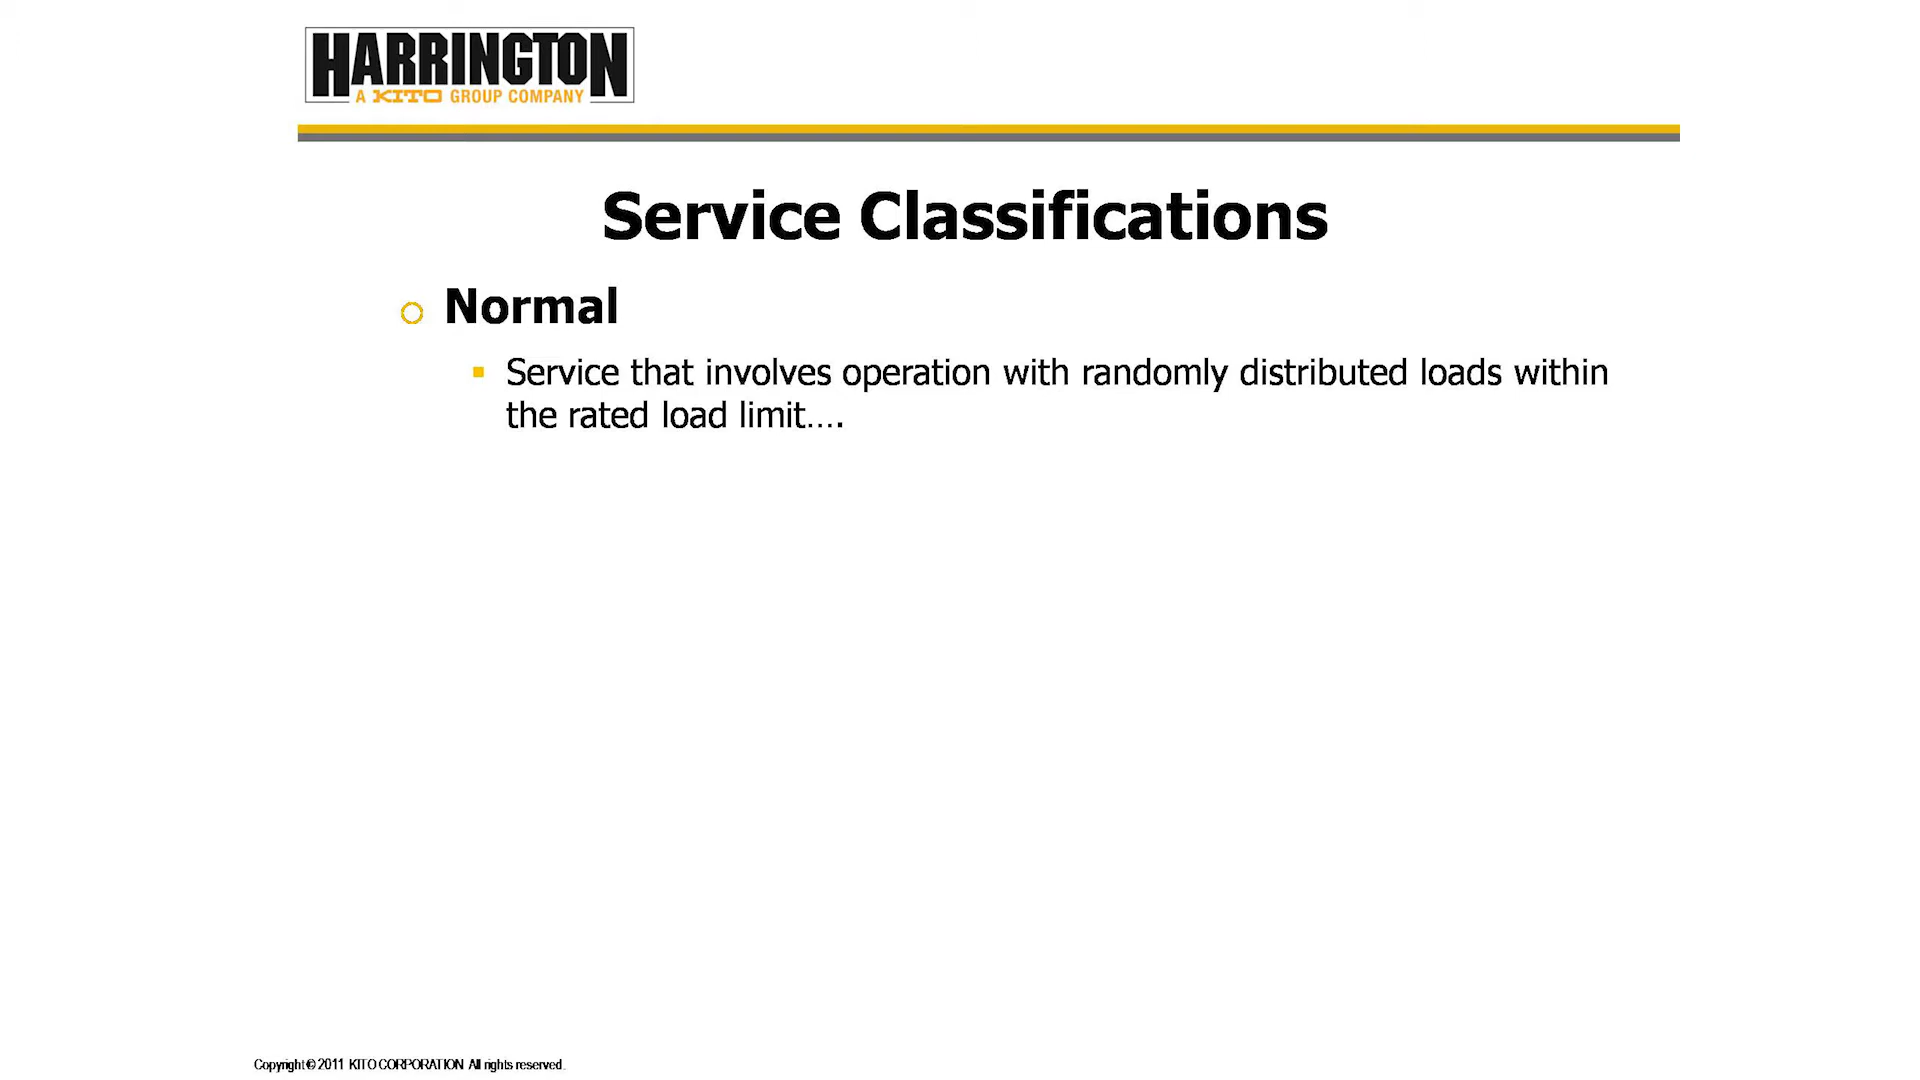 HARRINGTON
A KITO GROUP COMPANY
Service Classifications
Normal
Service that involves operation with randomly distributed loads within
the rated load limit….
Copyright © 2011 KITO CORPORATION All rights reserved.